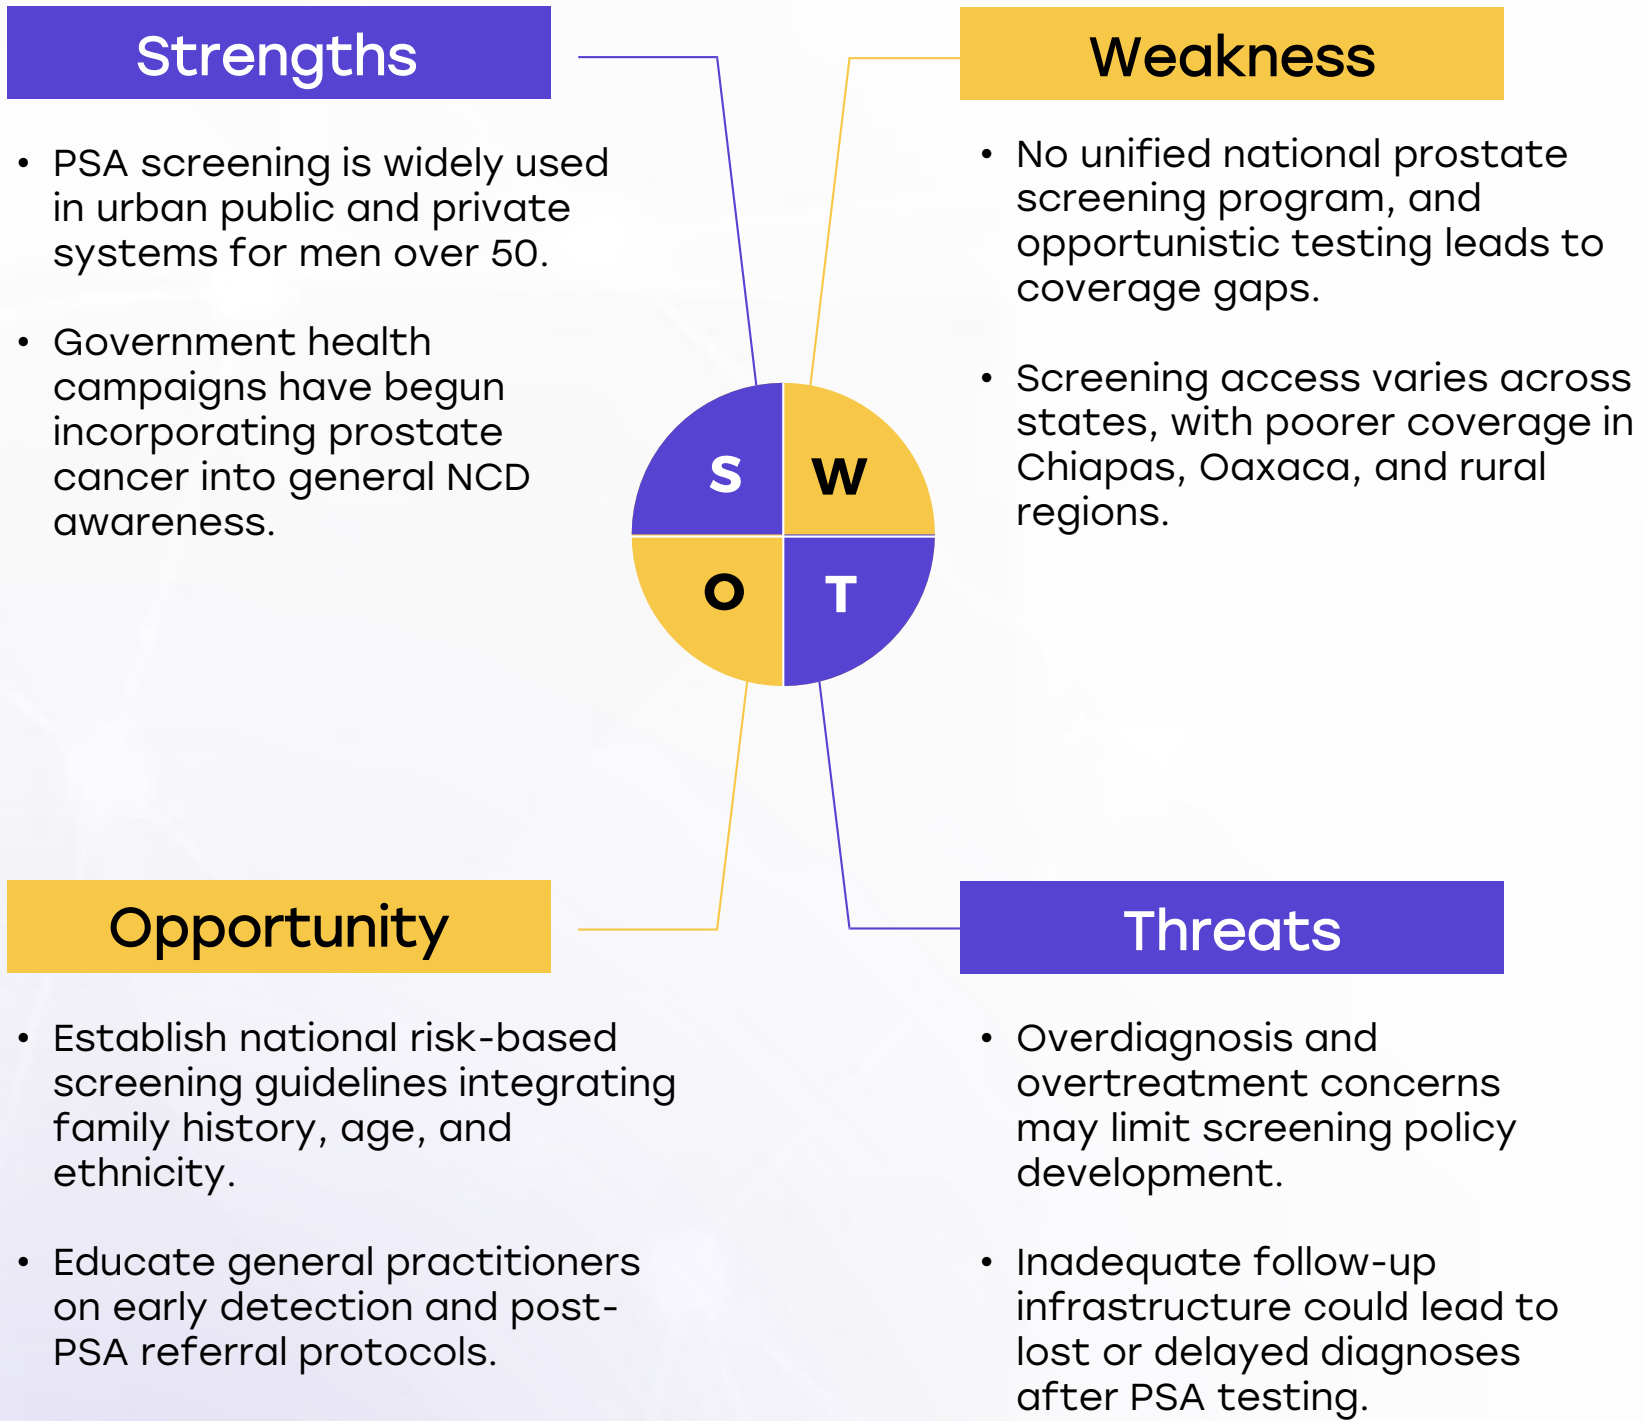 Strengths
• PSA screening is widely used
in urban public and private
systems for men over 50.
• Government health
campaigns have begun
incorporating prostate
cancer into general NCD
awareness.
Weakness
• No unified national prostate
screening program, and
opportunistic testing leads to
coverage gaps.
• Screening access varies across
states, with poorer coverage in
Chiapas, Oaxaca, and rural
regions.
S
W
O
T
Opportunity
• Establish national risk-based
screening guidelines integrating
family history, age, and
ethnicity.
• Educate general practitioners
on early detection and post-
PSA referral protocols.
Threats
• Overdiagnosis and
overtreatment concerns
may limit screening policy
development.
• Inadequate follow-up
infrastructure could lead to
lost or delayed diagnoses
after PSA testing.